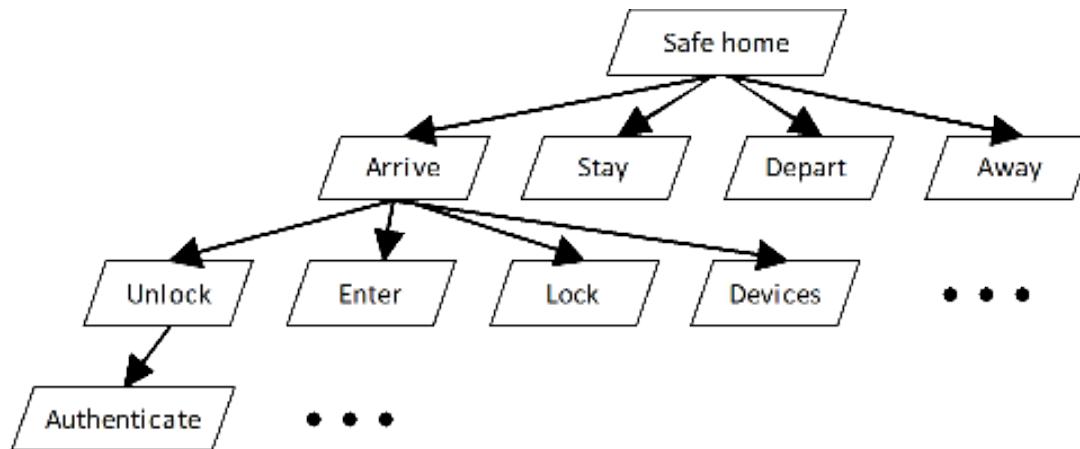 Safe home
Arrive
Stay
Depart
Away
Unlock
Enter
Lock
Devices
Authenticate